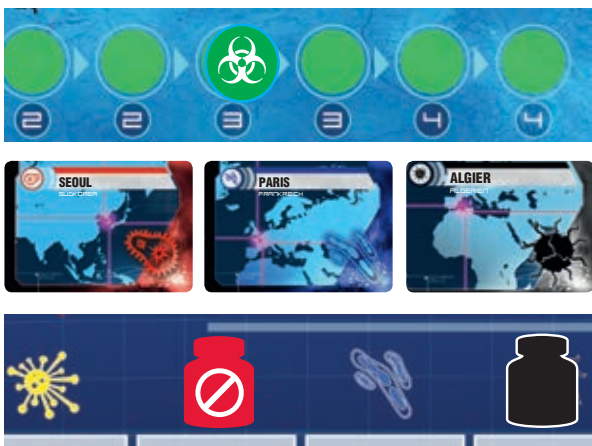 2 2 3 3 4 4
SEOUL
SÜDKOREA
PARIS
FRANKREICH
ALGIER
ALGERIEN